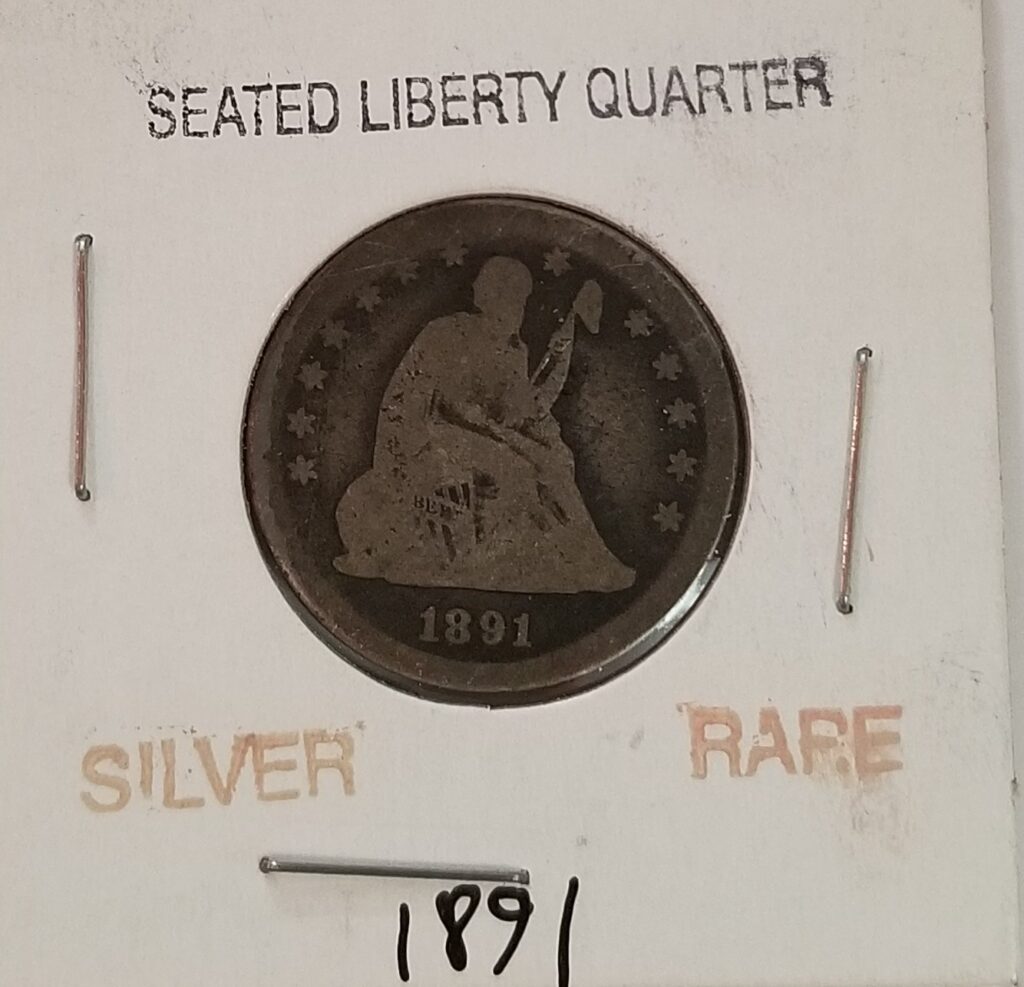 SEATED LIBERTY QUARTER
1891
SILVER RARE
1891